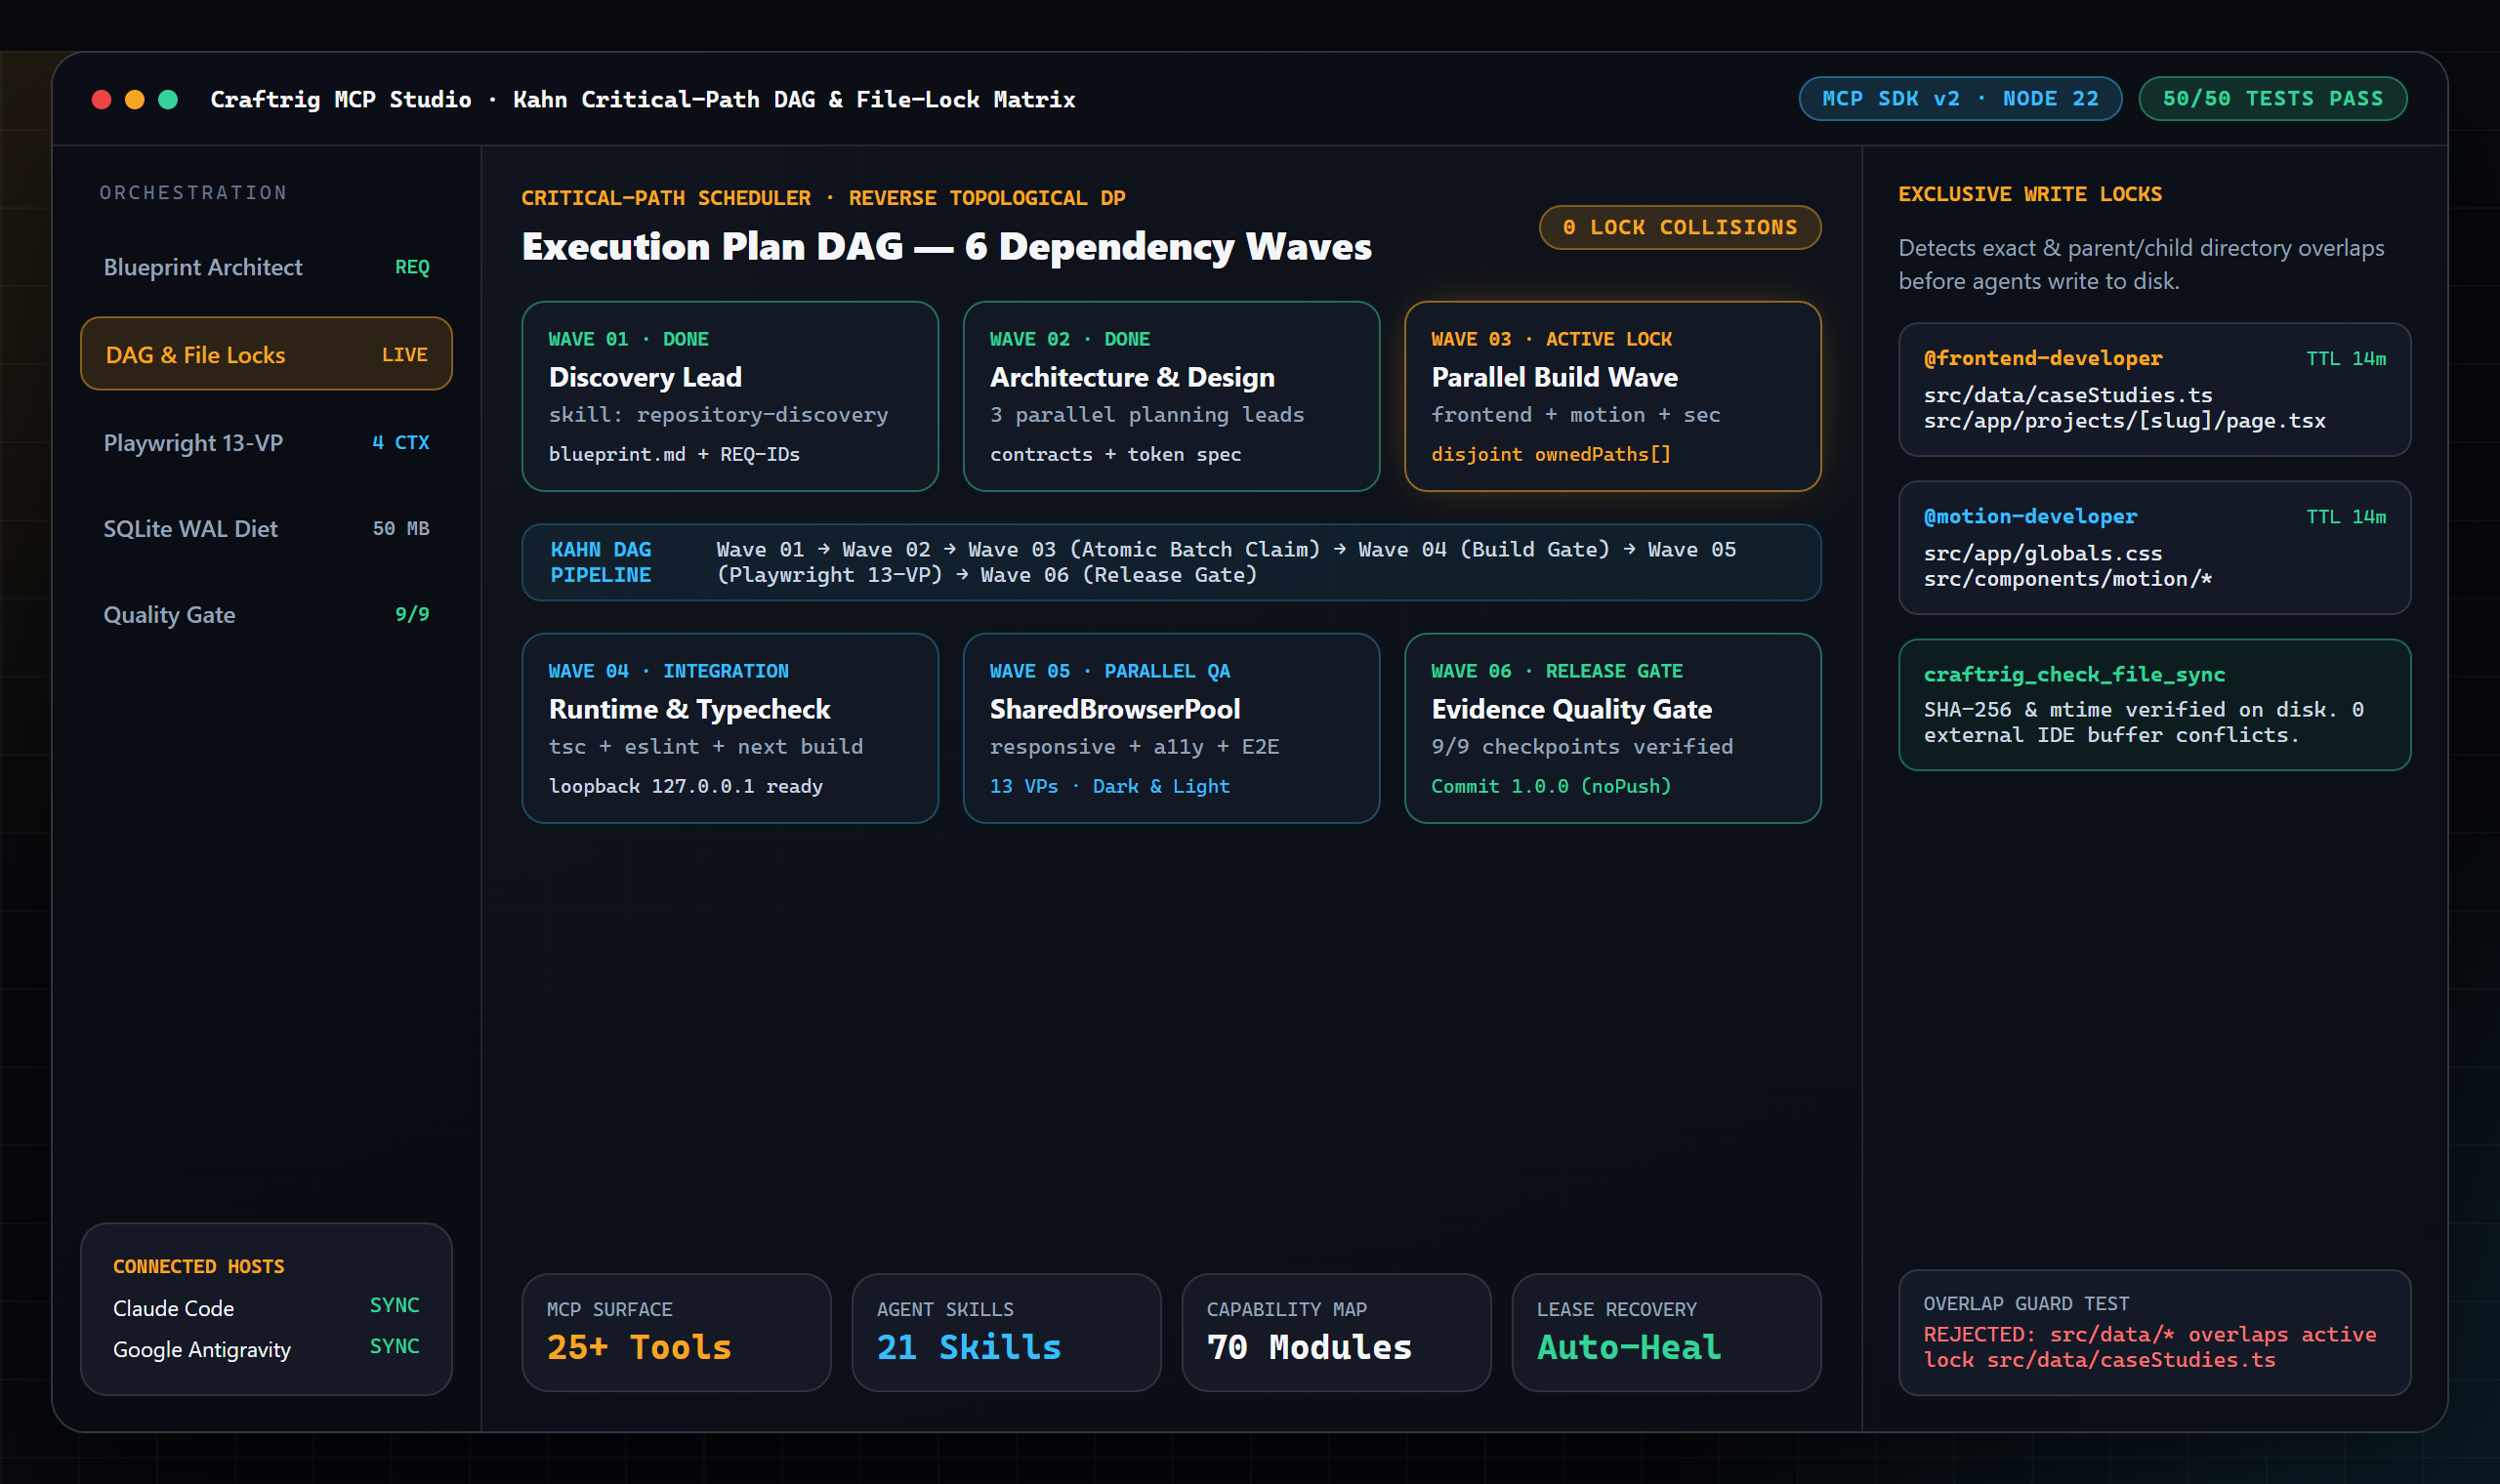 Craftrig MCP Studio · Kahn Critical-Path DAG & File-Lock Matrix
MCP SDK v2 · NODE 22
50/50 TESTS PASS
ORCHESTRATION
Blueprint Architect REQ
DAG & File Locks LIVE
Playwright 13-VP 4 CTX
SQLite WAL Diet 50 MB
Quality Gate 9/9
CONNECTED HOSTS
Claude Code SYNC
Google Antigravity SYNC
CRITICAL-PATH SCHEDULER · REVERSE TOPOLOGICAL DP
Execution Plan DAG — 6 Dependency Waves
0 LOCK COLLISIONS
WAVE 01 · DONE
Discovery Lead
skill: repository-discovery
blueprint.md + REQ-IDs
WAVE 02 · DONE
Architecture & Design
3 parallel planning leads
contracts + token spec
WAVE 03 · ACTIVE LOCK
Parallel Build Wave
frontend + motion + sec
disjoint ownedPaths[]
KAHN DAG
PIPELINE
Wave 01 → Wave 02 → Wave 03 (Atomic Batch Claim) → Wave 04 (Build Gate) → Wave 05
(Playwright 13-VP) → Wave 06 (Release Gate)
WAVE 04 · INTEGRATION
Runtime & Typecheck
tsc + eslint + next build
loopback 127.0.0.1 ready
WAVE 05 · PARALLEL QA
SharedBrowserPool
responsive + a11y + E2E
13 VPs · Dark & Light
WAVE 06 · RELEASE GATE
Evidence Quality Gate
9/9 checkpoints verified
Commit 1.0.0 (noPush)
MCP SURFACE
25+ Tools
AGENT SKILLS
21 Skills
CAPABILITY MAP
70 Modules
LEASE RECOVERY
Auto-Heal
EXCLUSIVE WRITE LOCKS
Detects exact & parent/child directory overlaps
before agents write to disk.
@frontend-developer TTL 14m
src/data/caseStudies.ts
src/app/projects/[slug]/page.tsx
@motion-developer TTL 14m
src/app/globals.css
src/components/motion/*
craftrig_check_file_sync
SHA-256 & mtime verified on disk. 0
external IDE buffer conflicts.
OVERLAP GUARD TEST
REJECTED: src/data/* overlaps active
lock src/data/caseStudies.ts